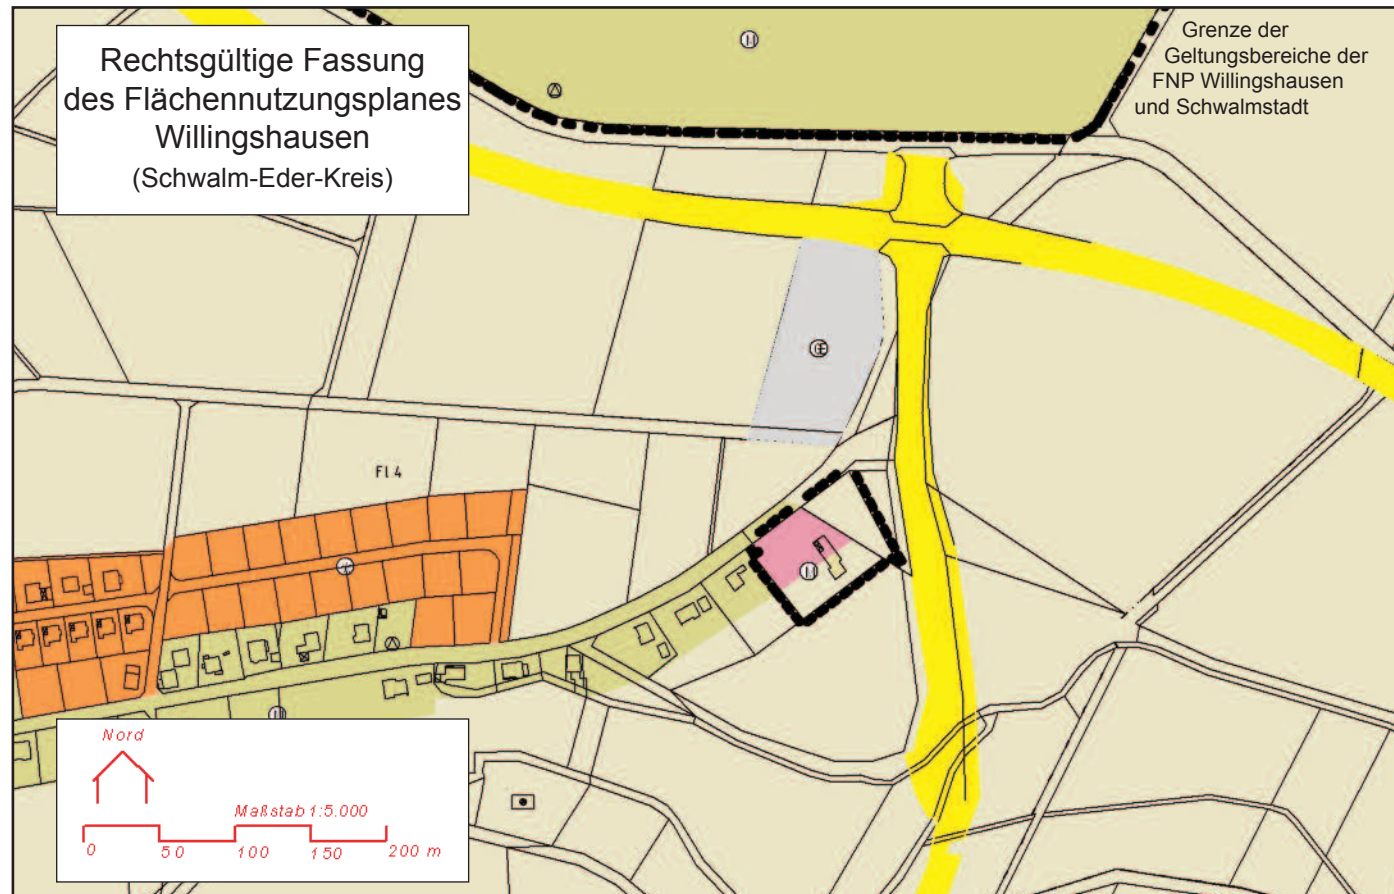 Rechtsgültige Fassung
des Flächennutzungsplanes
Willingshausen
(Schwalm-Eder-Kreis)
Grenze der
Geltungsbereiche der
FNP Willingshausen
und Schwalmstadt
GE
Fl.4
Nord
Maßstab 1:5.000
0 50 100 150 200 m